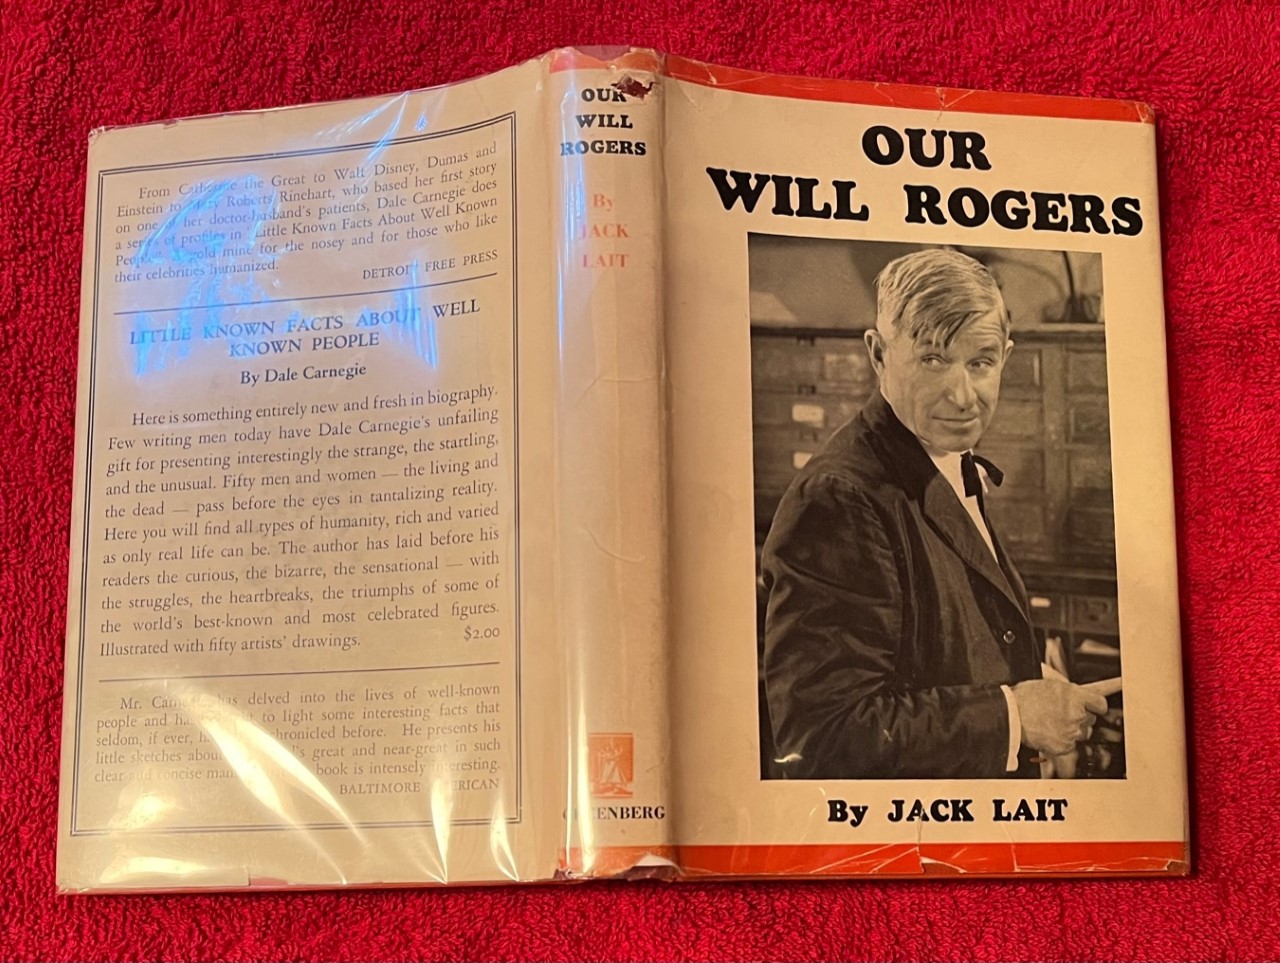 From Catherine the Great to Walt Disney, Dumas and
Einstein to Mary Roberts Rinehart, who based her first story
on one of her doctor-husband's patients, Dale Carnegie does
a series of profiles in "Little Known Facts About Well Known
People." A gold mine for the nosey and for those who like
their celebrities humanized.
DETROIT FREE PRESS
LITTLE KNOWN FACTS ABOUT WELL
KNOWN PEOPLE
By Dale Carnegie
Here is something entirely new and fresh in biography.
Few writing men today have Dale Carnegie's unfailing
gift for presenting interestingly the strange, the startling,
and the unusual. Fifty men and women — the living and
the dead — pass before the eyes in tantalizing reality.
Here you will find all types of humanity, rich and varied
as only real life can be. The author has laid before his
readers the curious, the bizarre, the sensational — with
the struggles, the heartbreaks, the triumphs of some of
the world's best-known and most celebrated figures.
Illustrated with fifty artists' drawings. $2.00
Mr. Carnegie has delved into the lives of well-known
people and to light some interesting facts that
seldom, if ever, chronicled before. He presents his
little sketches about great and near-great in such
clear and concise book is intensely interesting.
BALTIMORE AMERICAN
OUR
WILL
ROGERS
By
JACK
LAIT
GREENBERG
OUR
WILL ROGERS
By JACK LAIT